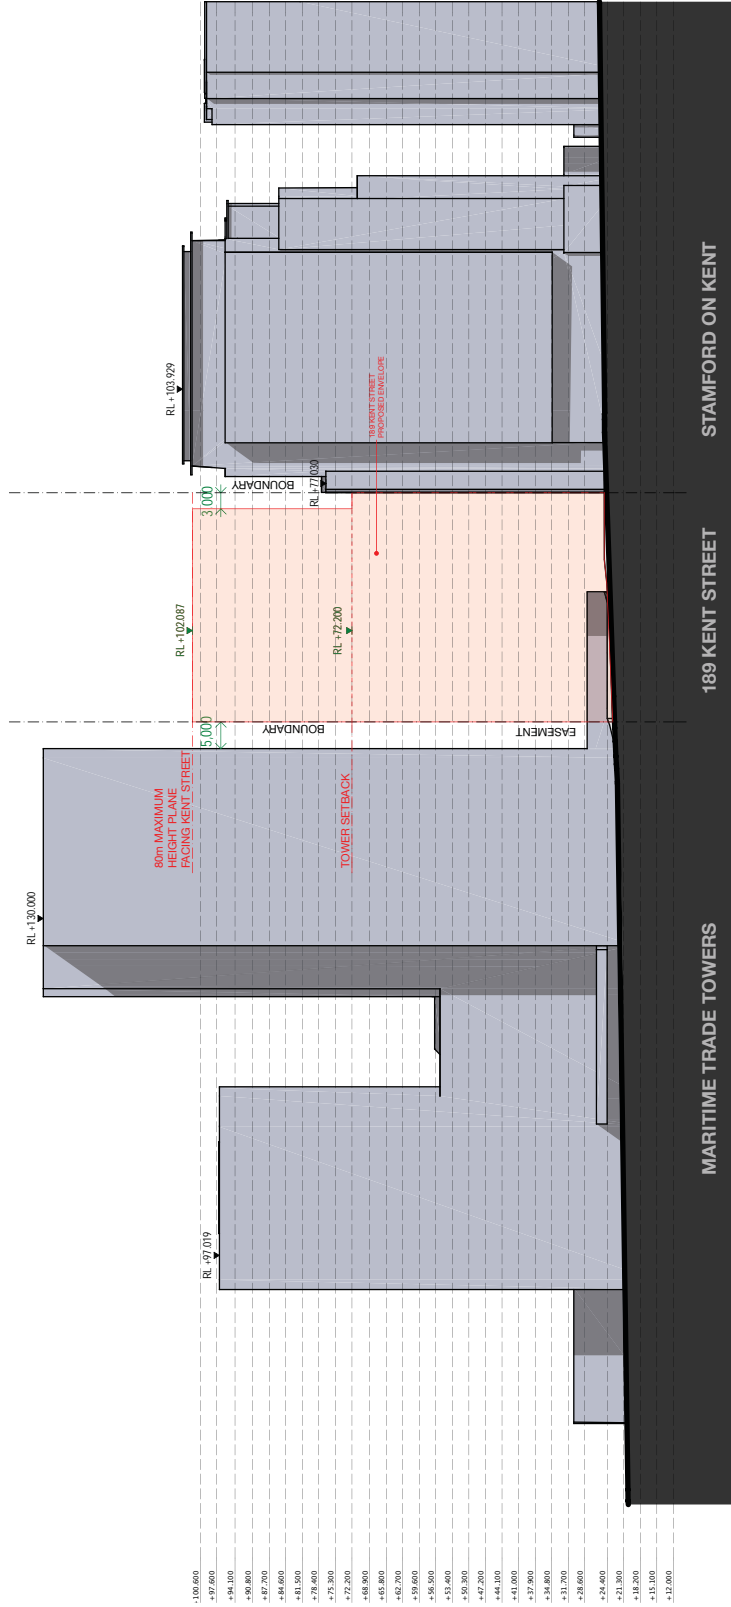 RL +130.000
RL +97.019
RL +102.087
RL +103.929
RL +72.200
RL +77.030
80m MAXIMUM
HEIGHT PLANE
FACING KENT STREET
TOWER SETBACK
5,000
3,000
BOUNDARY
BOUNDARY
EASEMENT
189 KENT STREET
PROPOSED ENVELOPE
+100.600
+97.600
+94.100
+90.800
+87.700
+84.600
+81.500
+78.400
+75.300
+72.200
+68.900
+65.800
+62.700
+59.600
+56.500
+53.400
+50.300
+47.200
+44.100
+41.000
+37.900
+34.800
+31.700
+28.600
+24.400
+21.300
+18.200
+15.100
+12.000
MARITIME TRADE TOWERS
189 KENT STREET
STAMFORD ON KENT